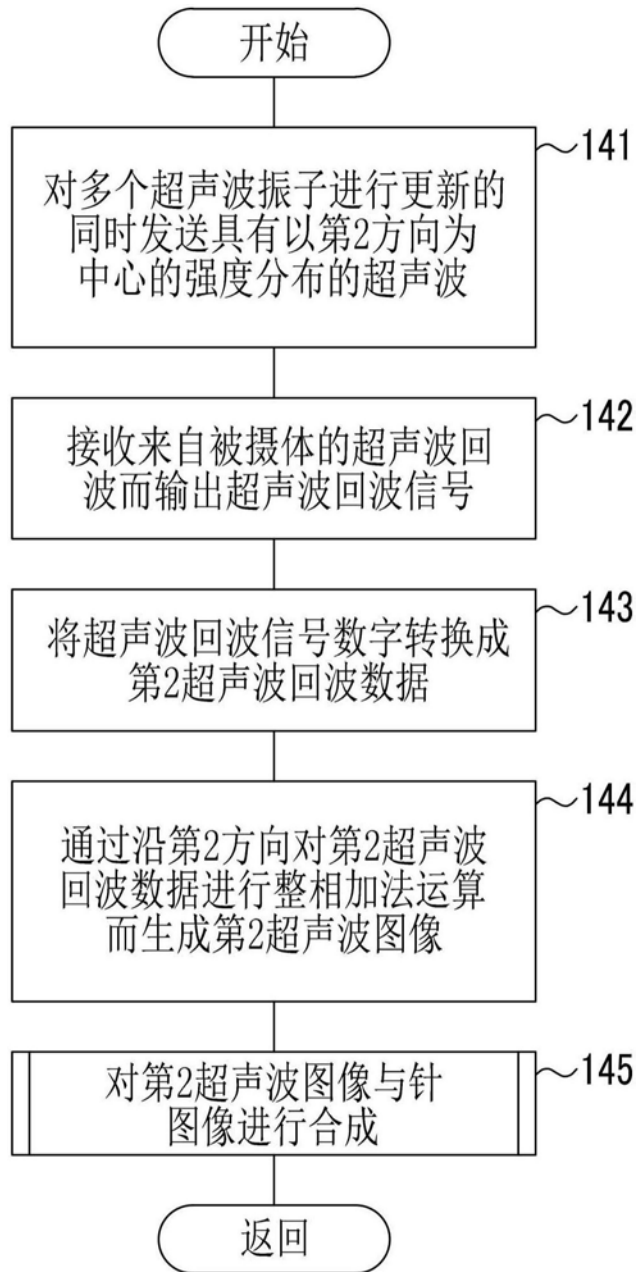 开始
141
对多个超声波振子进行更新的
同时发送具有以第2方向为
中心的强度分布的超声波
142
接收来自被摄体的超声波回
波而输出超声波回波信号
143
将超声波回波信号数字转换成
第2超声波回波数据
144
通过沿第2方向对第2超声波
回波数据进行整相加法运算
而生成第2超声波图像
145
对第2超声波图像与针
图像进行合成
返回